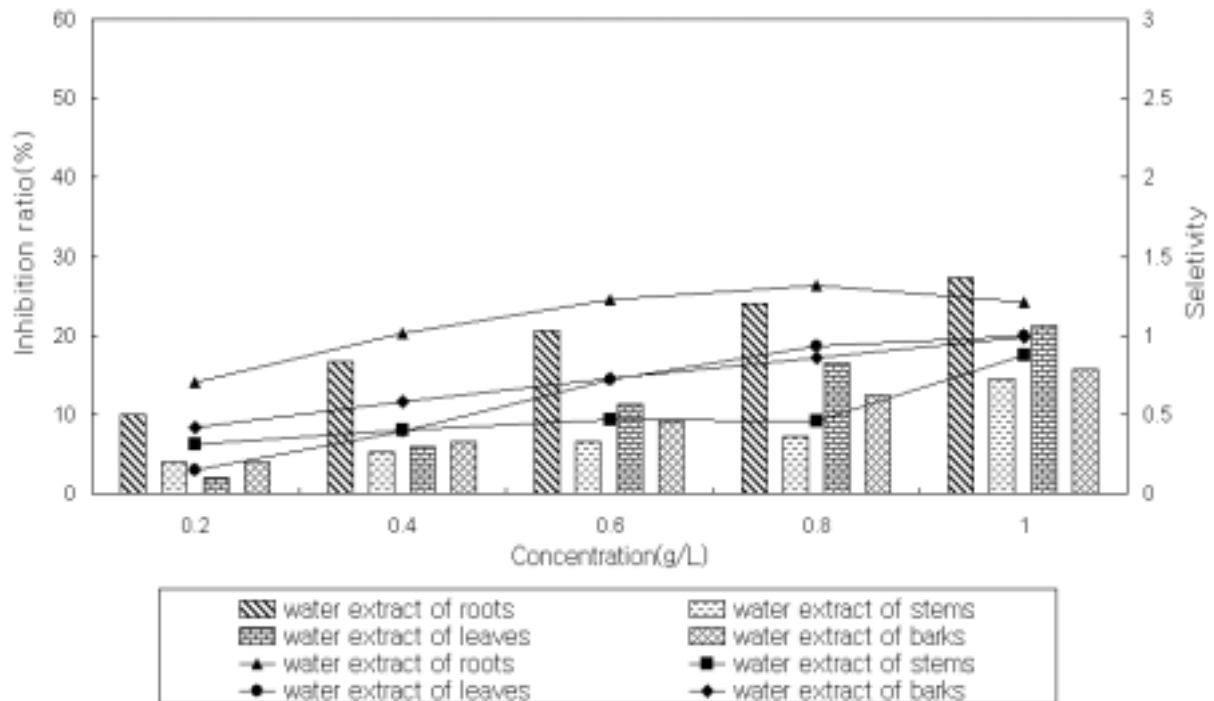 60
50
40
30
20
10
0
Inhibition ratio(%)
3
2.5
2
1.5
1
0.5
0
Seletivity
0.2 0.4 0.6 0.8 1
Concentration(g/L)
water extract of roots water extract of stems
water extract of leaves water extract of barks
water extract of roots water extract of stems
water extract of leaves water extract of barks